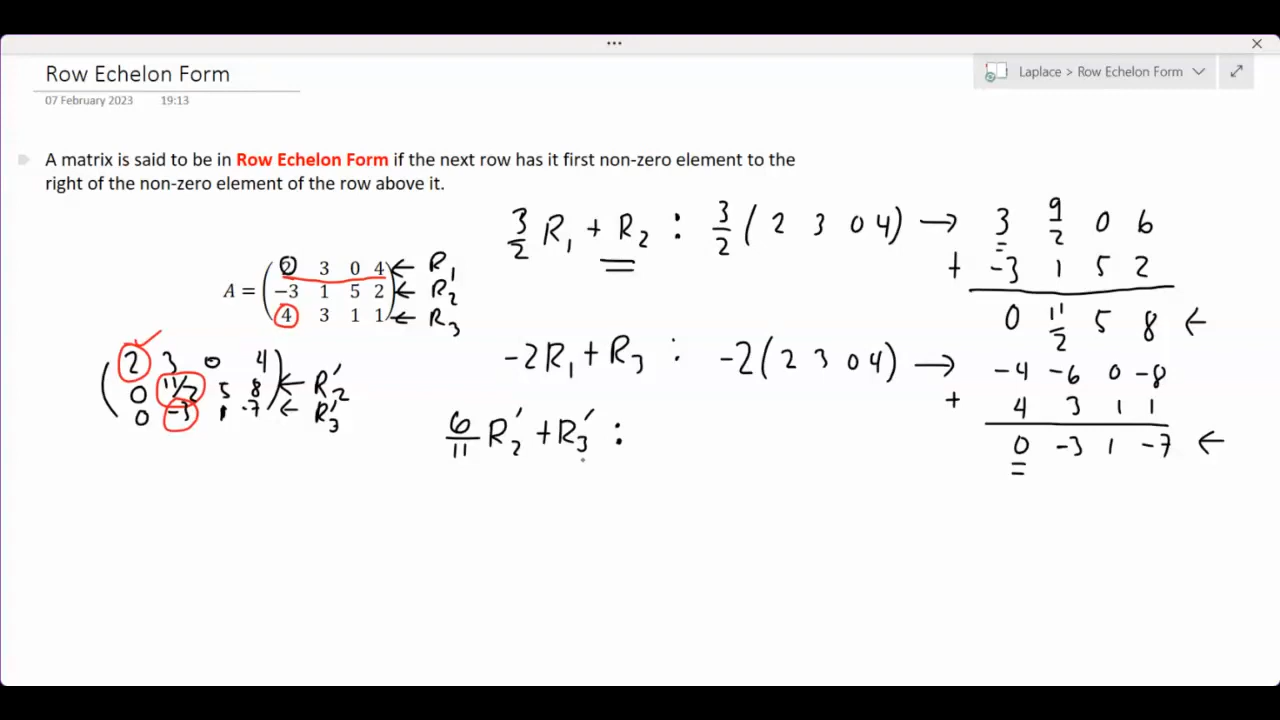 Row Echelon Form
07 February 2023 19:13
Laplace > Row Echelon Form
A matrix is said to be in Row Echelon Form if the next row has it first non-zero element to the
right of the non-zero element of the row above it.
A = ( 2 3 0 4 ) ← R₁
( −3 1 5 2 ) ← R₂
( 4 3 1 1 ) ← R₃
( 2 3 0 4 )
( 0 11/2 5 8 ) ← R₂′
( 0 -3 1 -7 ) ← R₃′
3/2 R₁ + R₂ : 3/2 ( 2 3 0 4 ) → 3 9/2 0 6
+ -3 1 5 2
0 11/2 5 8 ←
-2R₁ + R₃ : -2 ( 2 3 0 4 ) → -4 -6 0 -8
+ 4 3 1 1
0 -3 1 -7 ←
6/11 R₂′ + R₃′ :